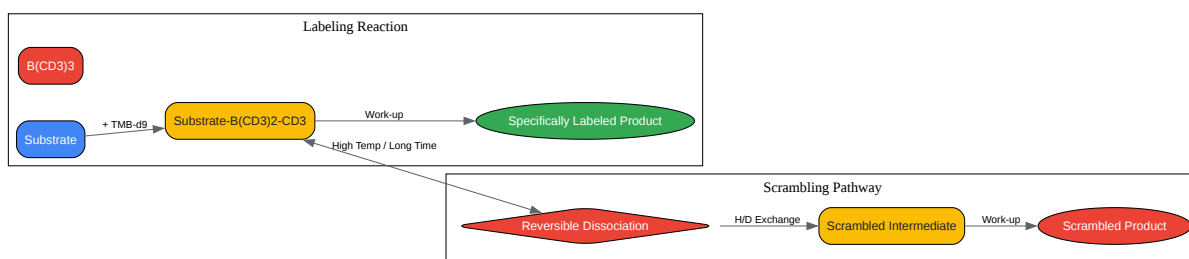 Labeling Reaction
B(CD3)3
Substrate
+ TMB-d9
Substrate-B(CD3)2-CD3
Work-up
Specifically Labeled Product
High Temp / Long Time
Scrambling Pathway
Reversible Dissociation
H/D Exchange
Scrambled Intermediate
Work-up
Scrambled Product